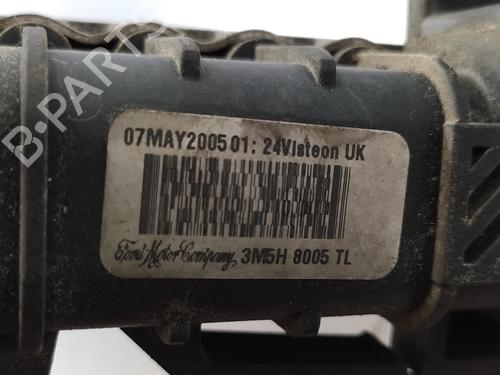 B-PARTS
07MAY2005 01: 24Visteon UK
Ford Motor Company 3M5H 8005 TL